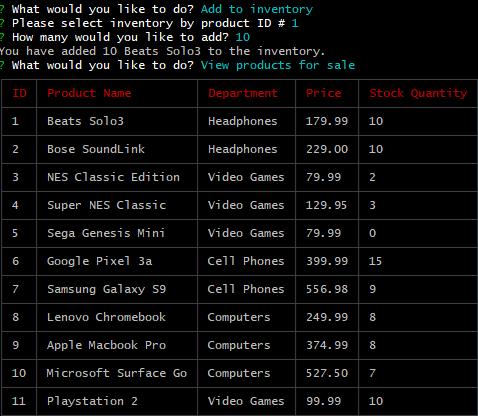 ? What would you like to do? Add to inventory
? Please select inventory by product ID # 1
? How many would you like to add? 10
You have added 10 Beats Solo3 to the inventory.
? What would you like to do? View products for sale
ID Product Name Department Price Stock Quantity
1 Beats Solo3 Headphones 179.99 10
2 Bose SoundLink Headphones 229.00 10
3 NES Classic Edition Video Games 79.99 2
4 Super NES Classic Video Games 129.95 3
5 Sega Genesis Mini Video Games 79.99 0
6 Google Pixel 3a Cell Phones 399.99 15
7 Samsung Galaxy S9 Cell Phones 556.98 9
8 Lenovo Chromebook Computers 249.99 8
9 Apple Macbook Pro Computers 374.99 8
10 Microsoft Surface Go Computers 527.50 7
11 Playstation 2 Video Games 99.99 10